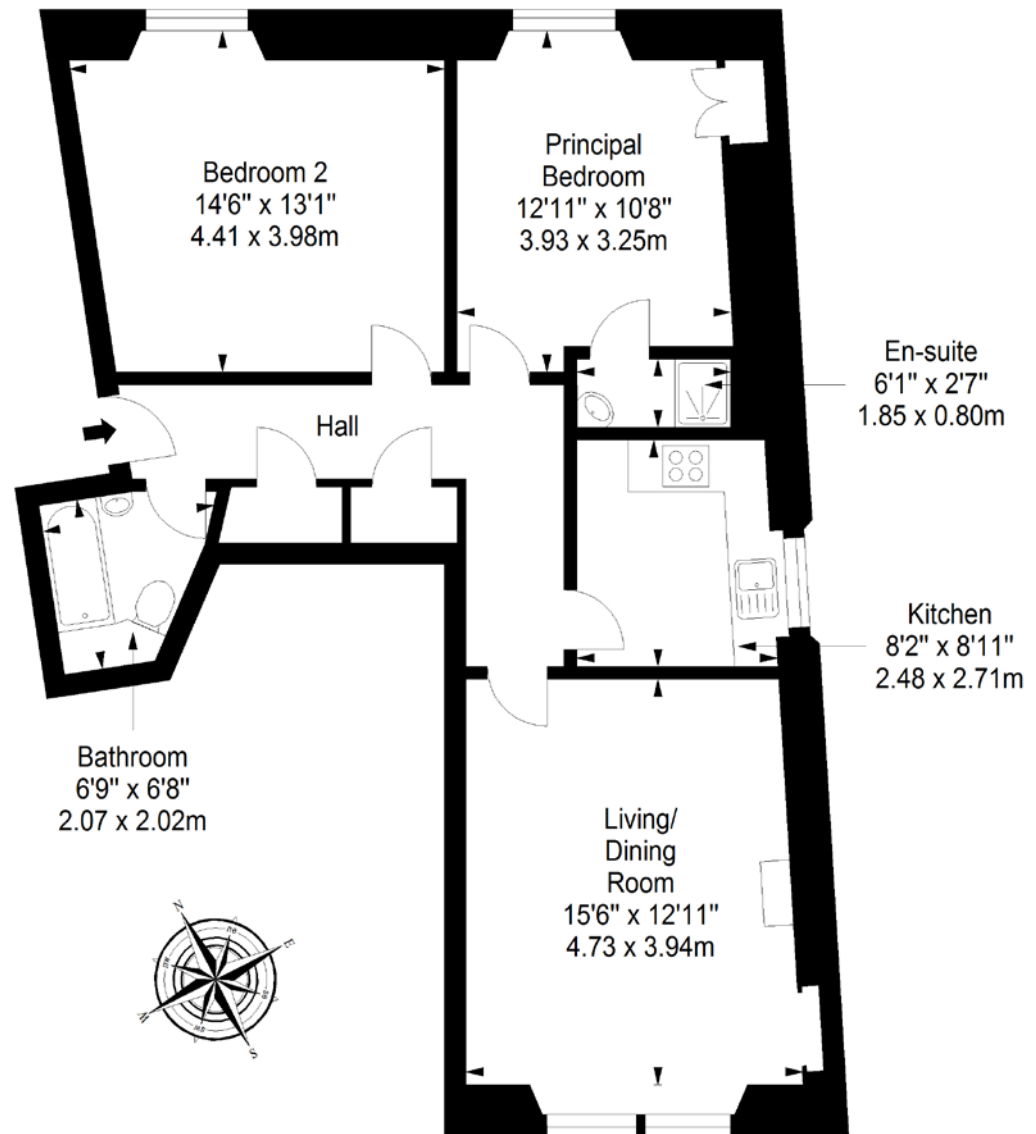 Bedroom 2
14'6" x 13'1"
4.41 x 3.98m
Principal
Bedroom
12'11" x 10'8"
3.93 x 3.25m
En-suite
6'1" x 2'7"
1.85 x 0.80m
Hall
Kitchen
8'2" x 8'11"
2.48 x 2.71m
Bathroom
6'9" x 6'8"
2.07 x 2.02m
Living/
Dining
Room
15'6" x 12'11"
4.73 x 3.94m
N
E
S
W